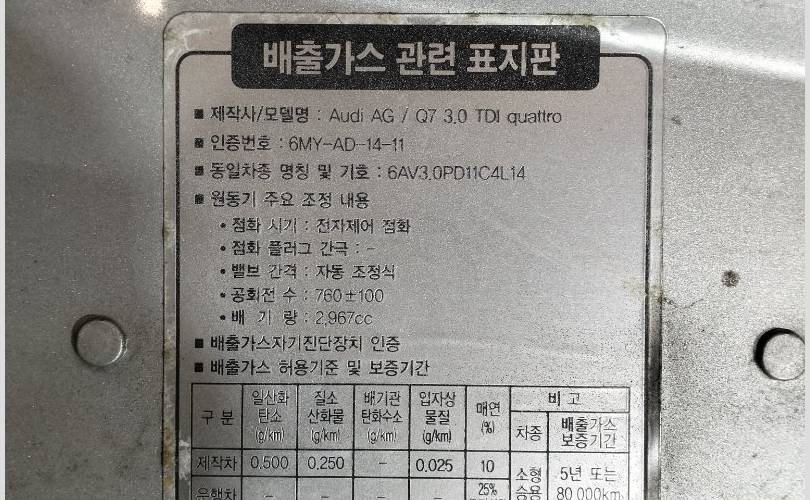 배출가스 관련 표지판
■ 제작사/모델명 : Audi AG / Q7 3.0 TDI quattro
■ 인증번호 : 6MY-AD-14-11
■ 동일차종 명칭 및 기호 : 6AV3.0PD11C4L14
■ 원동기 주요 조정 내용
• 점화 시기 : 전자제어 점화
• 점화 플러그 간극 : -
• 밸브 간격 : 자동 조정식
• 공회전 수 : 760±100
• 배 기 량 : 2,967cc
■ 배출가스자기진단장치 인증
■ 배출가스 허용기준 및 보증기간
구 분 일산화탄소 (g/km) 질소산화물 (g/km) 배기관탄화수소 (g/km) 입자상물질 (g/km) 매연 (%) 비 고
차종 배출가스 보증기간
제작차 0.500 0.250 - 0.025 10 소형 5년 또는
운행차 - - - - 25% 승용 80,000km